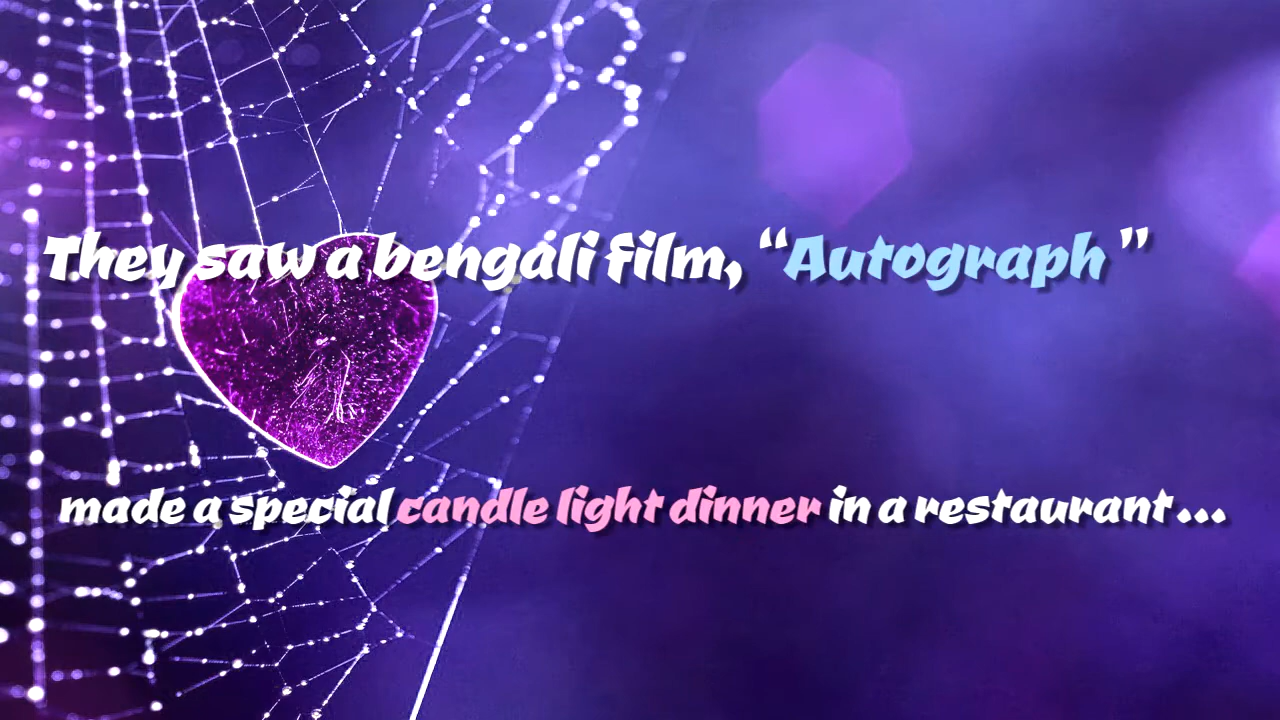 They saw a bengali film, “Autograph ”
made a special candle light dinner in a restaurant...